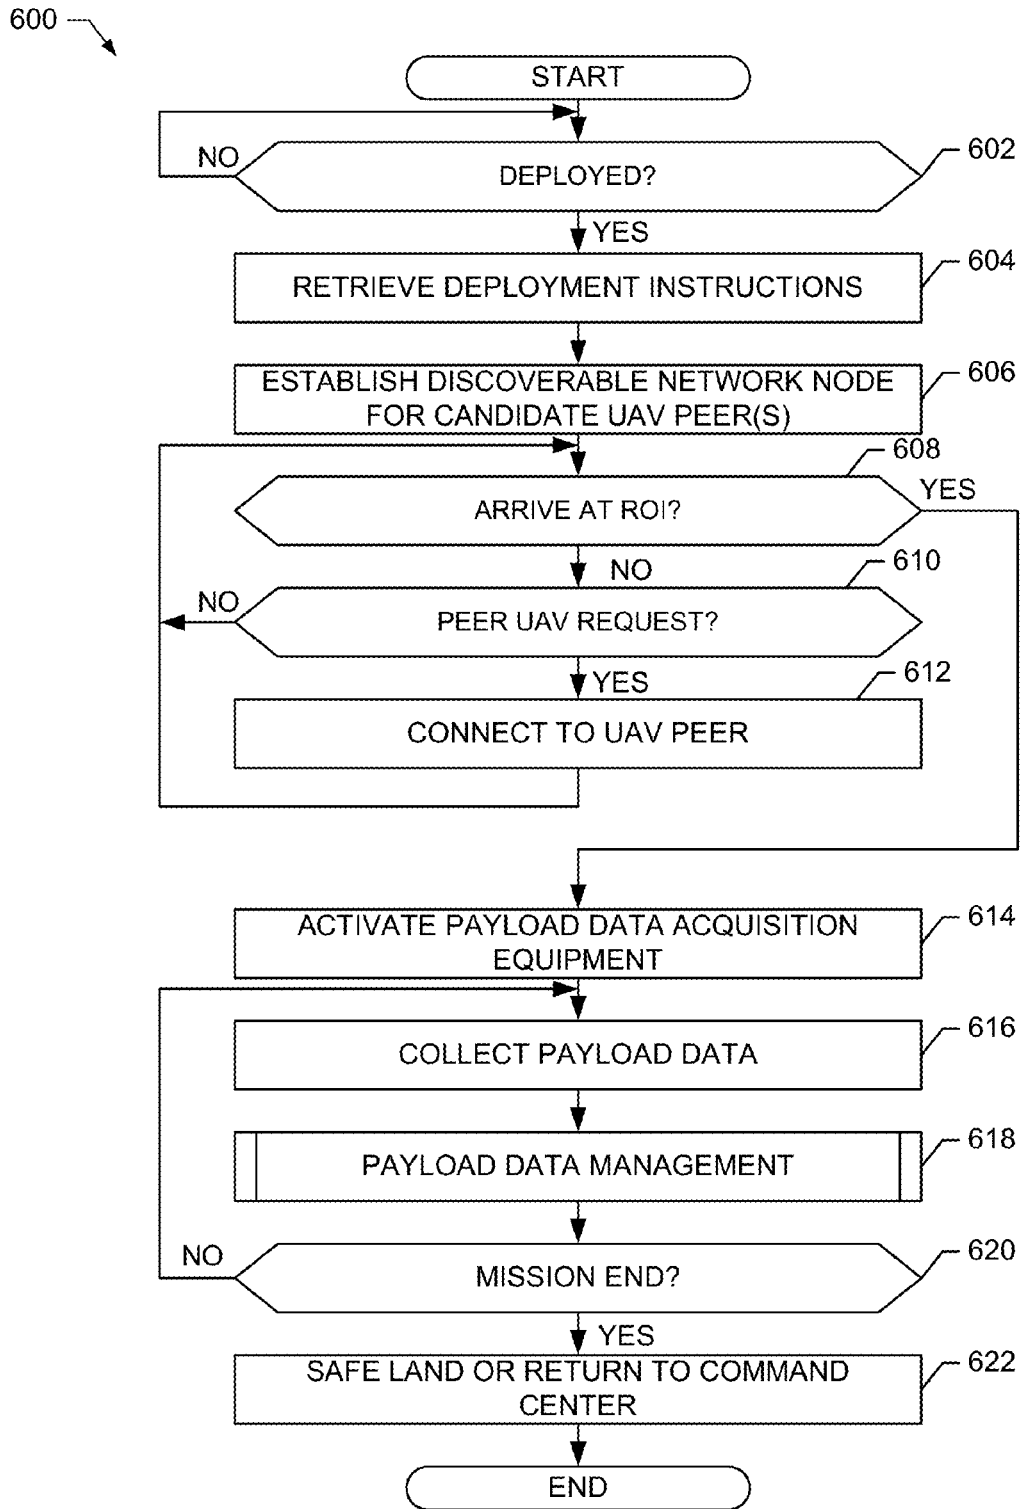 600
START
NO
602
DEPLOYED?
YES
604
RETRIEVE DEPLOYMENT INSTRUCTIONS
ESTABLISH DISCOVERABLE NETWORK NODE
FOR CANDIDATE UAV PEER(S)
606
608
YES
ARRIVE AT ROI?
NO
610
NO
PEER UAV REQUEST?
YES
612
CONNECT TO UAV PEER
ACTIVATE PAYLOAD DATA ACQUISITION
EQUIPMENT
614
616
COLLECT PAYLOAD DATA
618
PAYLOAD DATA MANAGEMENT
NO
620
MISSION END?
YES
SAFE LAND OR RETURN TO COMMAND
CENTER
622
END